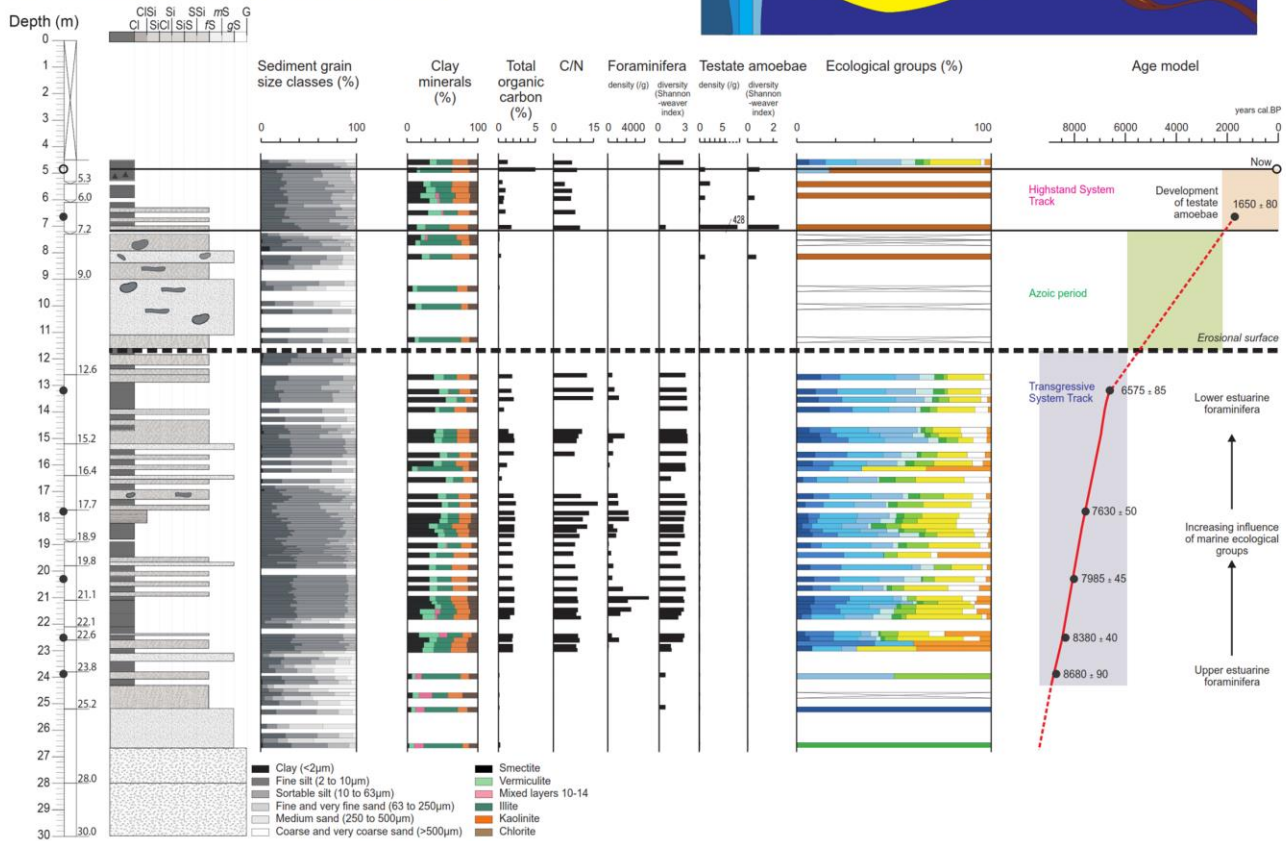 Depth (m)
ClSi Si SSi mS G
Cl SiCl SiS fS gS
Sediment grain
size classes (%)
Clay
minerals
(%)
Total
organic
carbon
(%)
C/N
Foraminifera
density (/g)
diversity
(Shannon
-weaver
index)
Testate amoebae
density (/g)
diversity
(Shannon
-weaver
index)
Ecological groups (%)
Age model
years cal.BP
0 100
0 100
0 5
0 15
0 4000
0 3
0 5
0 2
0 100
8000 6000 2000 0
0
1
2
3
4
5
6
7
8
9
10
11
12
13
14
15
16
17
18
19
20
21
22
23
24
25
26
27
28
29
30
5.3
6.0
7.2
9.0
12.6
15.2
16.4
17.7
18.9
19.8
21.1
22.1
22.6
23.8
25.2
28.0
30.0
428
Now
Highstand System
Track
Development
of testate
amoebae
1650 ± 80
Azoic period
Erosional surface
Transgressive
System Track
6575 ± 85
Lower estuarine
foraminifera
7630 ± 50
Increasing influence
of marine ecological
groups
7985 ± 45
8380 ± 40
8680 ± 90
Upper estuarine
foraminifera
Clay (<2µm)
Fine silt (2 to 10µm)
Sortable silt (10 to 63µm)
Fine and very fine sand (63 to 250µm)
Medium sand (250 to 500µm)
Coarse and very coarse sand (>500µm)
Smectite
Vermiculite
Mixed layers 10-14
Illite
Kaolinite
Chlorite